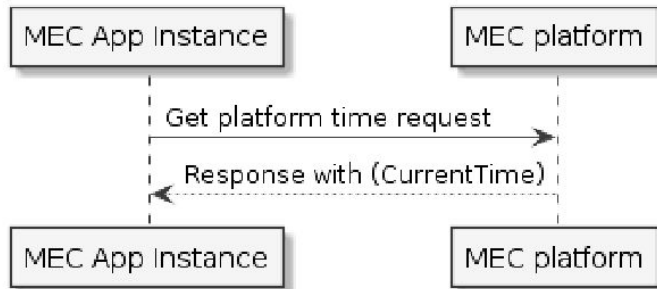 MEC App Instance
MEC platform
Get platform time request
Response with (CurrentTime)
MEC App Instance
MEC platform